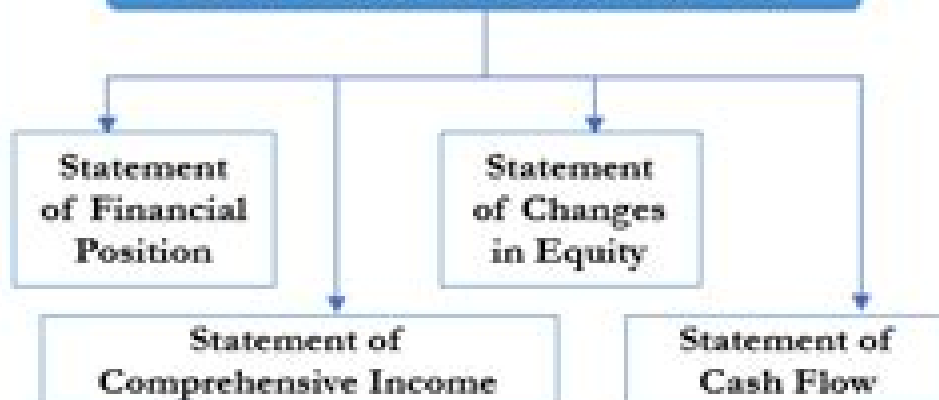 Statement
of Financial
Position
Statement
of Changes
in Equity
Statement of
Comprehensive Income
Statement of
Cash Flow